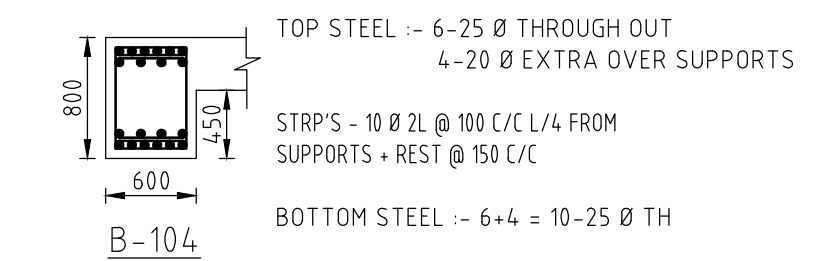 TOP STEEL :- 6-25 Ø THROUGH OUT
4-20 Ø EXTRA OVER SUPPORTS
800
450
STRP'S - 10 Ø 2L @ 100 C/C L/4 FROM
SUPPORTS + REST @ 150 C/C
600
BOTTOM STEEL :- 6+4 = 10-25 Ø TH
B-104